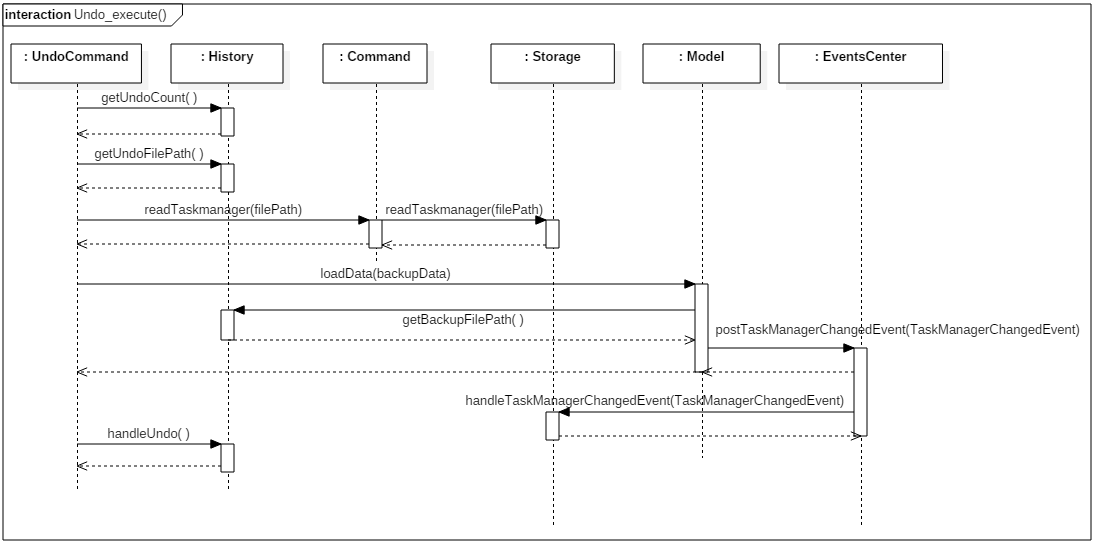 interaction Undo_execute()
: UndoCommand
: History
: Command
: Storage
: Model
: EventsCenter
getUndoCount( )
getUndoFilePath( )
readTaskmanager(filePath)
readTaskmanager(filePath)
loadData(backupData)
getBackupFilePath( )
postTaskManagerChangedEvent(TaskManagerChangedEvent)
handleTaskManagerChangedEvent(TaskManagerChangedEvent)
handleUndo( )